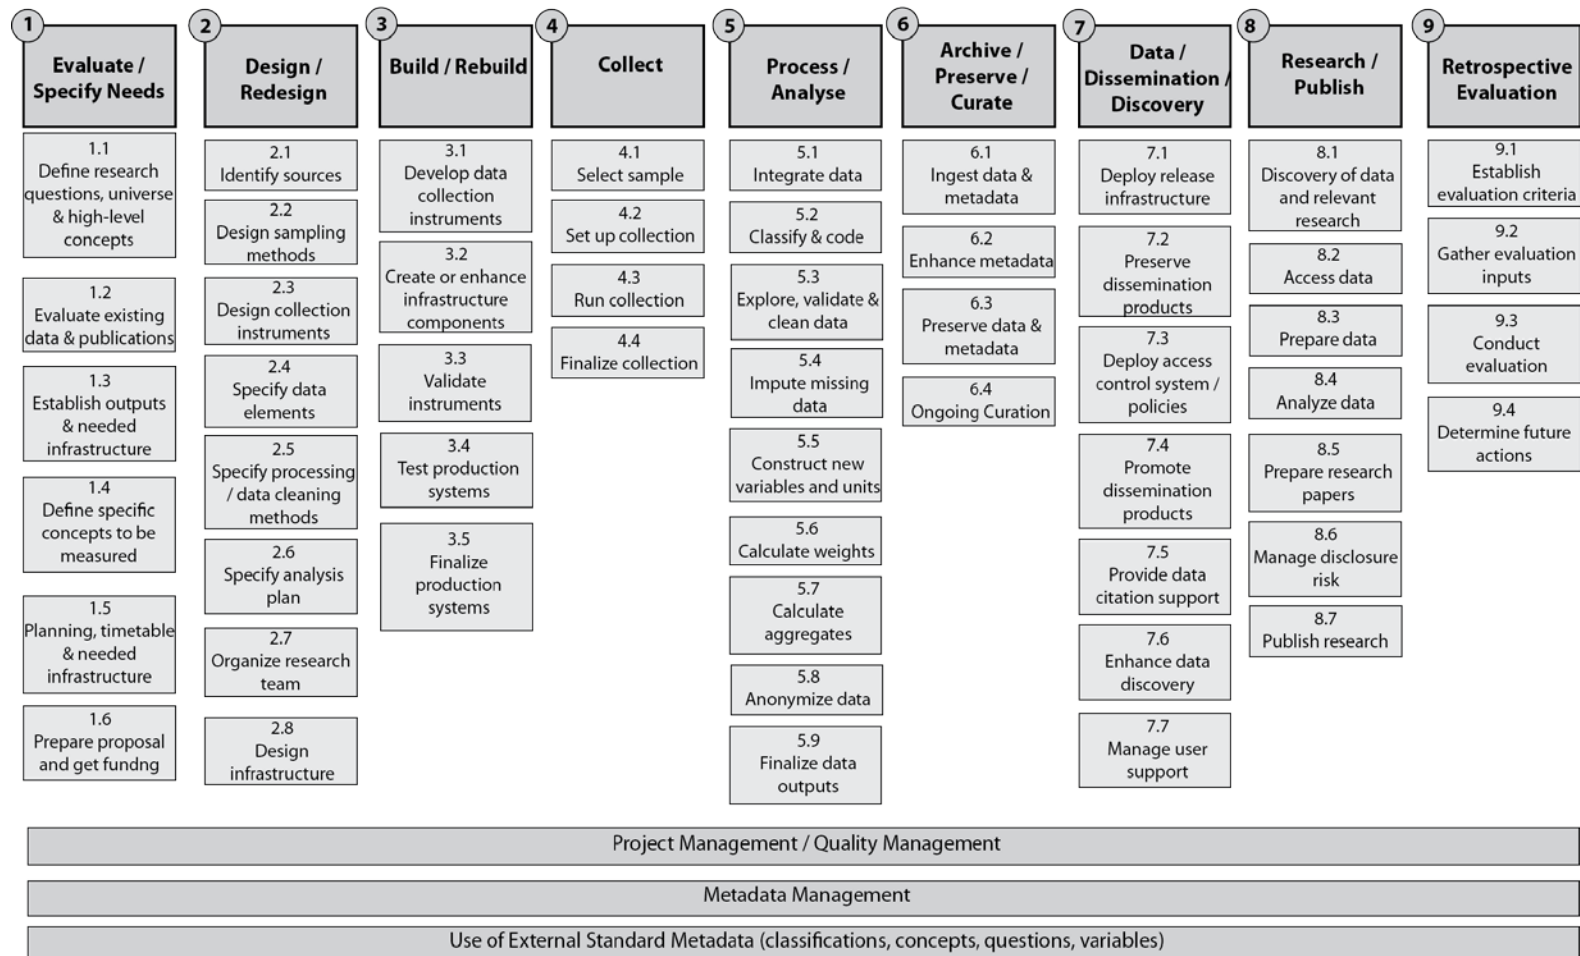 1
Evaluate /
Specify Needs
1.1
Define research
questions, universe
& high-level
concepts
1.2
Evaluate existing
data & publications
1.3
Establish outputs
& needed
infrastructure
1.4
Define specific
concepts to be
measured
1.5
Planning, timetable
& needed
infrastructure
1.6
Prepare proposal
and get fundng
2
Design /
Redesign
2.1
Identify sources
2.2
Design sampling
methods
2.3
Design collection
instruments
2.4
Specify data
elements
2.5
Specify processing
/ data cleaning
methods
2.6
Specify analysis
plan
2.7
Organize research
team
2.8
Design
infrastructure
3
Build / Rebuild
3.1
Develop data
collection
instruments
3.2
Create or enhance
infrastructure
components
3.3
Validate
instruments
3.4
Test production
systems
3.5
Finalize
production
systems
4
Collect
4.1
Select sample
4.2
Set up collection
4.3
Run collection
4.4
Finalize collection
5
Process /
Analyse
5.1
Integrate data
5.2
Classify & code
5.3
Explore, validate &
clean data
5.4
Impute missing
data
5.5
Construct new
variables and units
5.6
Calculate weights
5.7
Calculate
aggregates
5.8
Anonymize data
5.9
Finalize data
outputs
6
Archive /
Preserve /
Curate
6.1
Ingest data &
metadata
6.2
Enhance metadata
6.3
Preserve data &
metadata
6.4
Ongoing Curation
7
Data /
Dissemination /
Discovery
7.1
Deploy release
infrastructure
7.2
Preserve
dissemination
products
7.3
Deploy access
control system /
policies
7.4
Promote
dissemination
products
7.5
Provide data
citation support
7.6
Enhance data
discovery
7.7
Manage user
support
8
Research /
Publish
8.1
Discovery of data
and relevant
research
8.2
Access data
8.3
Prepare data
8.4
Analyze data
8.5
Prepare research
papers
8.6
Manage disclosure
risk
8.7
Publish research
9
Retrospective
Evaluation
9.1
Establish
evaluation criteria
9.2
Gather evaluation
inputs
9.3
Conduct
evaluation
9.4
Determine future
actions
Project Management / Quality Management
Metadata Management
Use of External Standard Metadata (classifications, concepts, questions, variables)